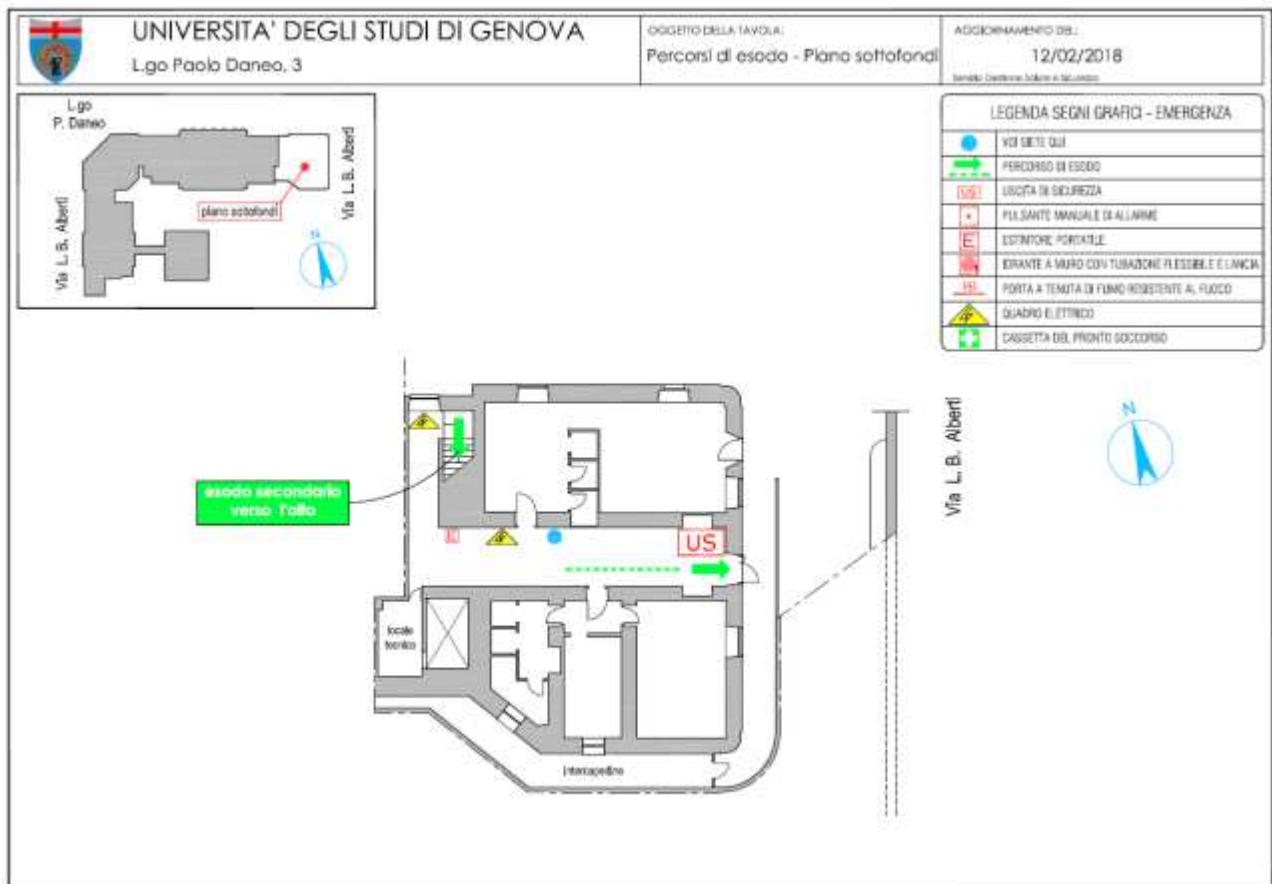 UNIVERSITA' DEGLI STUDI DI GENOVA
L.go Paolo Daneo, 3
OGGETTO DELLA TAVOLA:
Percorsi di esodo - Piano sottofondi
AGGIORNAMENTO DEL:
12/02/2018
L.go
P. Daneo
Via L. B. Alberti
Via L. B. Alberti
piano sottofondi
N
LEGENDA SEGNI GRAFICI - EMERGENZA
VOI SIETE QUI
PERCORSO DI ESODO
US
USCITA DI SICUREZZA
PULSANTE MANUALE DI ALLARME
E
ESTINTORE PORTATILE
IDRANTE A MURO CON TUBAZIONE FLESSIBILE E LANCIA
PORTA A TENUTA DI FUMO RESISTENTE AL FUOCO
QUADRO ELETTRICO
CASSETTA DEL PRONTO SOCCORSO
Via L. B. Alberti
N
esodo secondario
verso l'alto
E
US
locale
tecnico
intercapedine